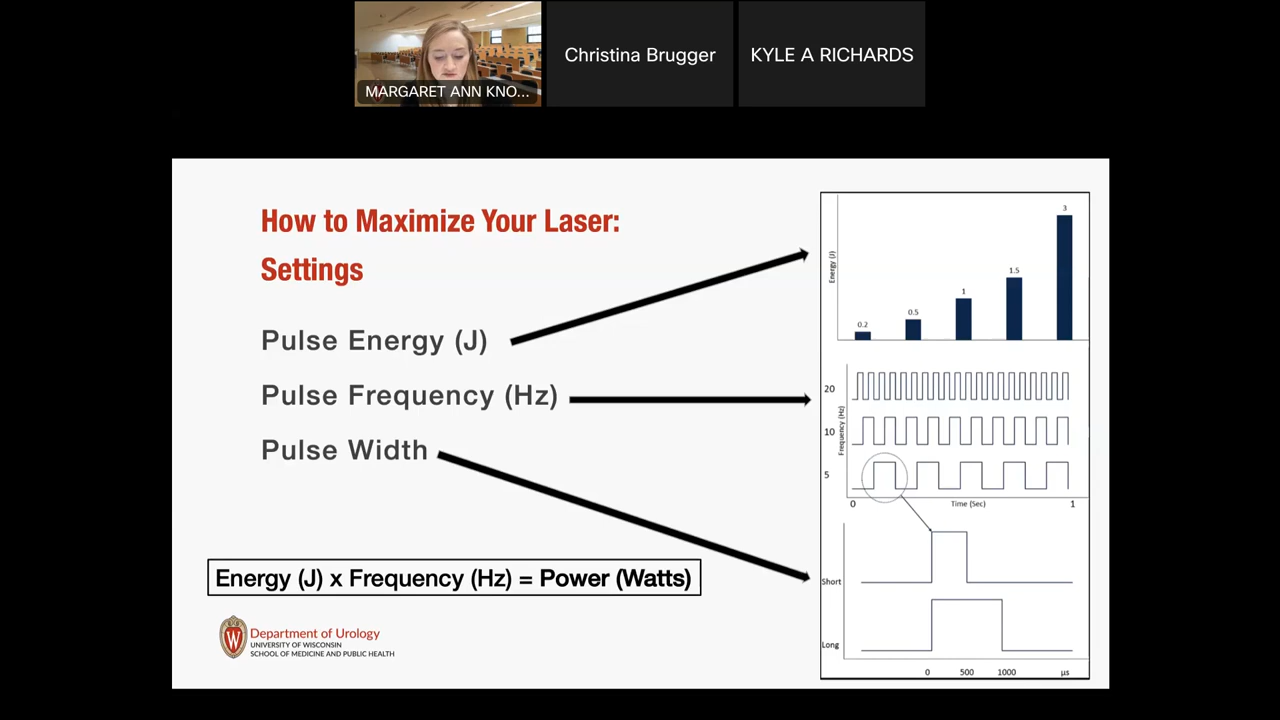 MARGARET ANN KNO...
Christina Brugger
KYLE A RICHARDS
How to Maximize Your Laser:
Settings
Pulse Energy (J)
Pulse Frequency (Hz)
Pulse Width
Energy (J) x Frequency (Hz) = Power (Watts)
W
Department of Urology
UNIVERSITY OF WISCONSIN
SCHOOL OF MEDICINE AND PUBLIC HEALTH
Energy (J)
0.2
0.5
1
1.5
3
Frequency (Hz)
20
10
5
0
Time (Sec)
1
Short
Long
0
500
1000
µs